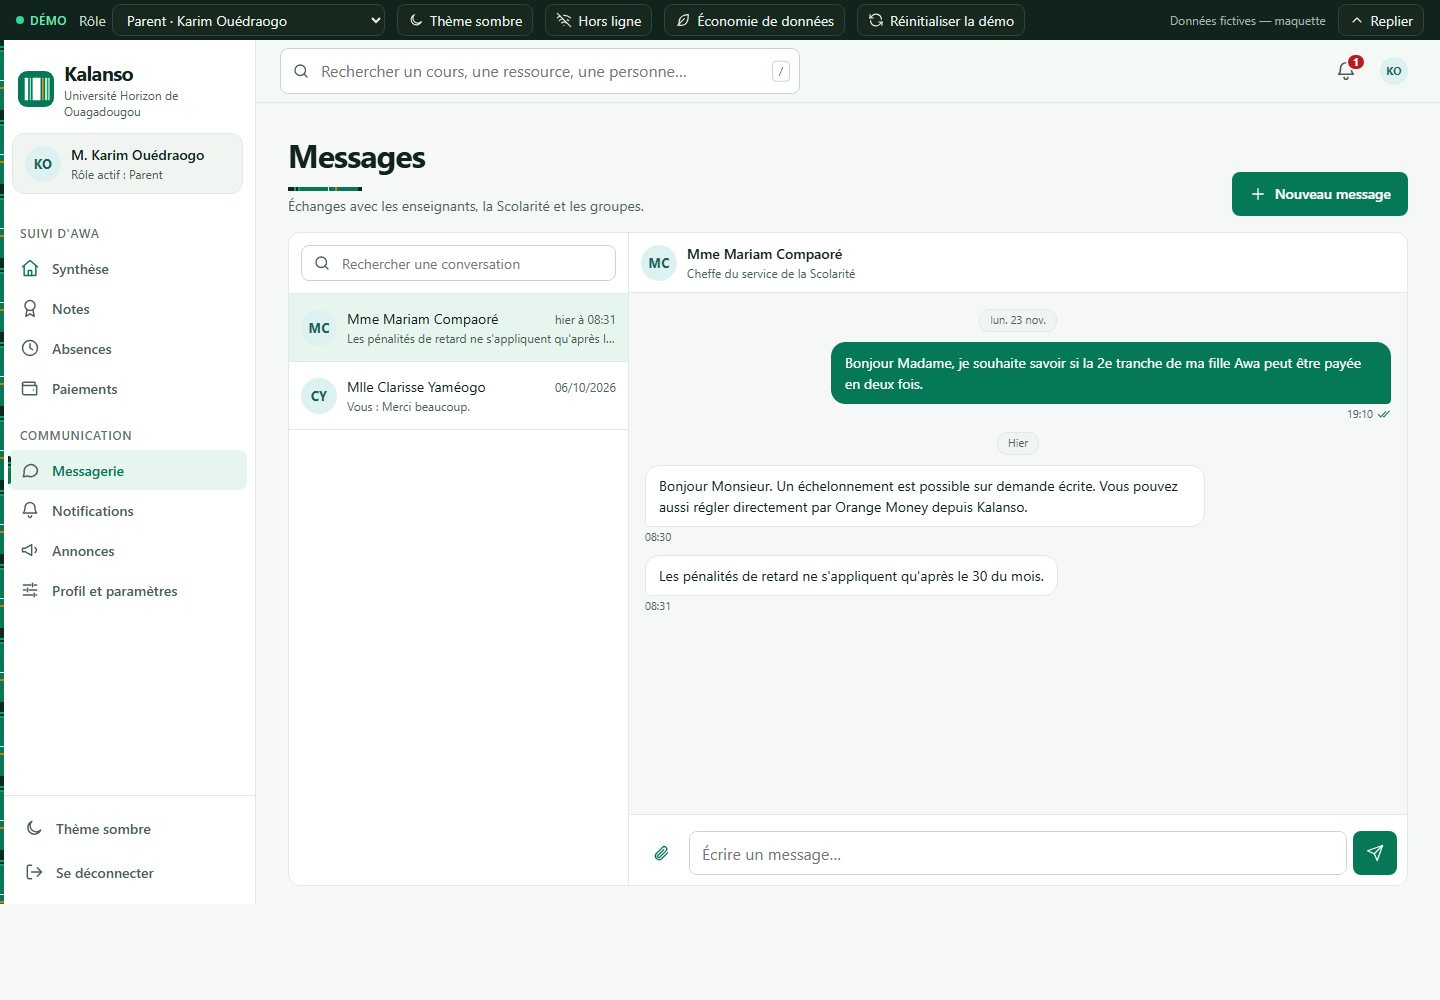 DÉMO Rôle Parent · Karim Ouédraogo Thème sombre Hors ligne Économie de données Réinitialiser la démo Données fictives — maquette Replier
Kalanso
Université Horizon de
Ouagadougou
KO
M. Karim Ouédraogo
Rôle actif : Parent
SUIVI D'AWA
Synthèse
Notes
Absences
Paiements
COMMUNICATION
Messagerie
Notifications
Annonces
Profil et paramètres
Thème sombre
Se déconnecter
Rechercher un cours, une ressource, une personne... /
1
KO
Messages
Échanges avec les enseignants, la Scolarité et les groupes.
Nouveau message
Rechercher une conversation
MC
Mme Mariam Compaoré hier à 08:31
Les pénalités de retard ne s'appliquent qu'après l...
CY
Mlle Clarisse Yaméogo 06/10/2026
Vous : Merci beaucoup.
MC
Mme Mariam Compaoré
Cheffe du service de la Scolarité
lun. 23 nov.
Bonjour Madame, je souhaite savoir si la 2e tranche de ma fille Awa peut être payée
en deux fois.
19:10
Hier
Bonjour Monsieur. Un échelonnement est possible sur demande écrite. Vous pouvez
aussi régler directement par Orange Money depuis Kalanso.
08:30
Les pénalités de retard ne s'appliquent qu'après le 30 du mois.
08:31
Écrire un message...